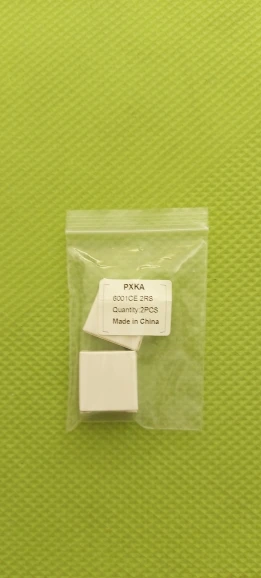 PXKA
6001CE 2RS
Quantity 2PCS
Made in China